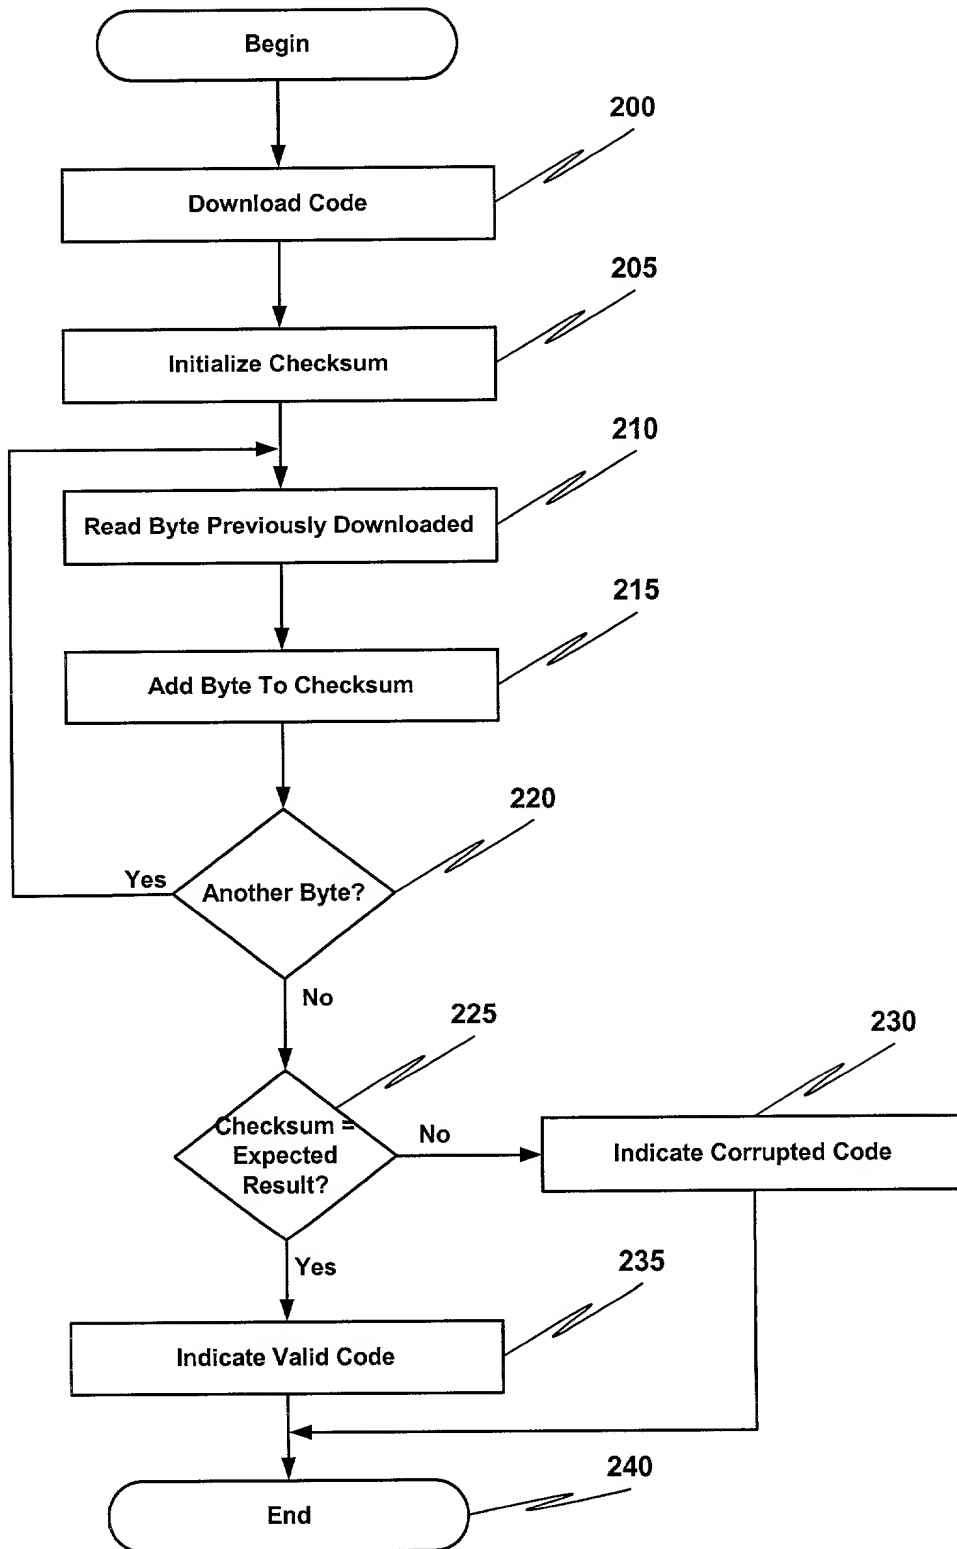 Begin
200
Download Code
205
Initialize Checksum
210
Read Byte Previously Downloaded
215
Add Byte To Checksum
220
Yes
Another Byte?
No
225
230
Checksum =
Expected
Result?
No
Indicate Corrupted Code
Yes
235
Indicate Valid Code
240
End